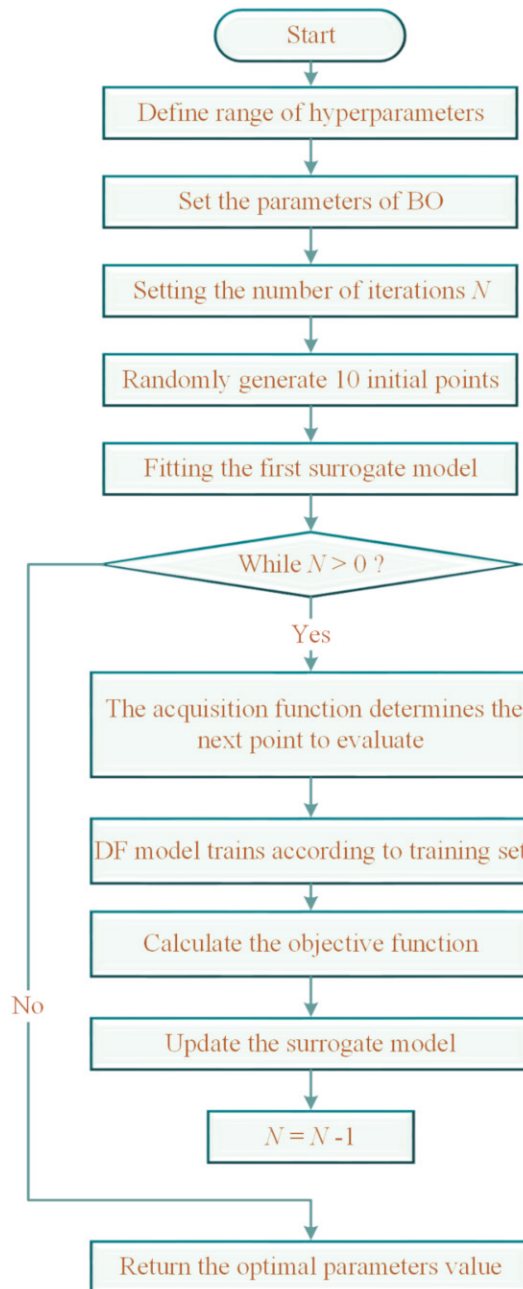 Start
Define range of hyperparameters
Set the parameters of BO
Setting the number of iterations N
Randomly generate 10 initial points
Fitting the first surrogate model
While N > 0 ?
Yes
The acquisition function determines the
next point to evaluate
DF model trains according to training set
Calculate the objective function
No
Update the surrogate model
N = N -1
Return the optimal parameters value